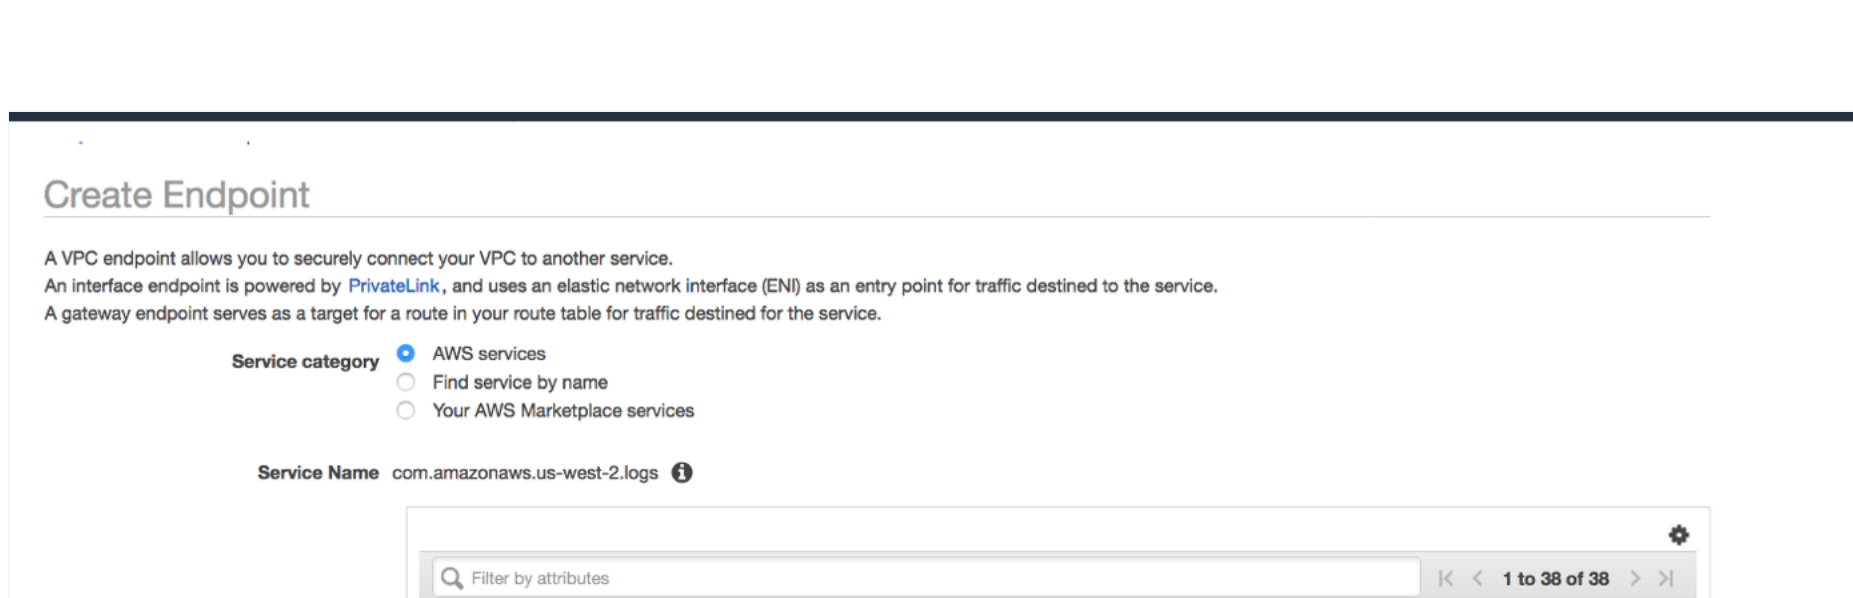 Create Endpoint
A VPC endpoint allows you to securely connect your VPC to another service.
An interface endpoint is powered by PrivateLink, and uses an elastic network interface (ENI) as an entry point for traffic destined to the service.
A gateway endpoint serves as a target for a route in your route table for traffic destined for the service.
Service category
AWS services
Find service by name
Your AWS Marketplace services
Service Name com.amazonaws.us-west-2.logs
Filter by attributes 1 to 38 of 38